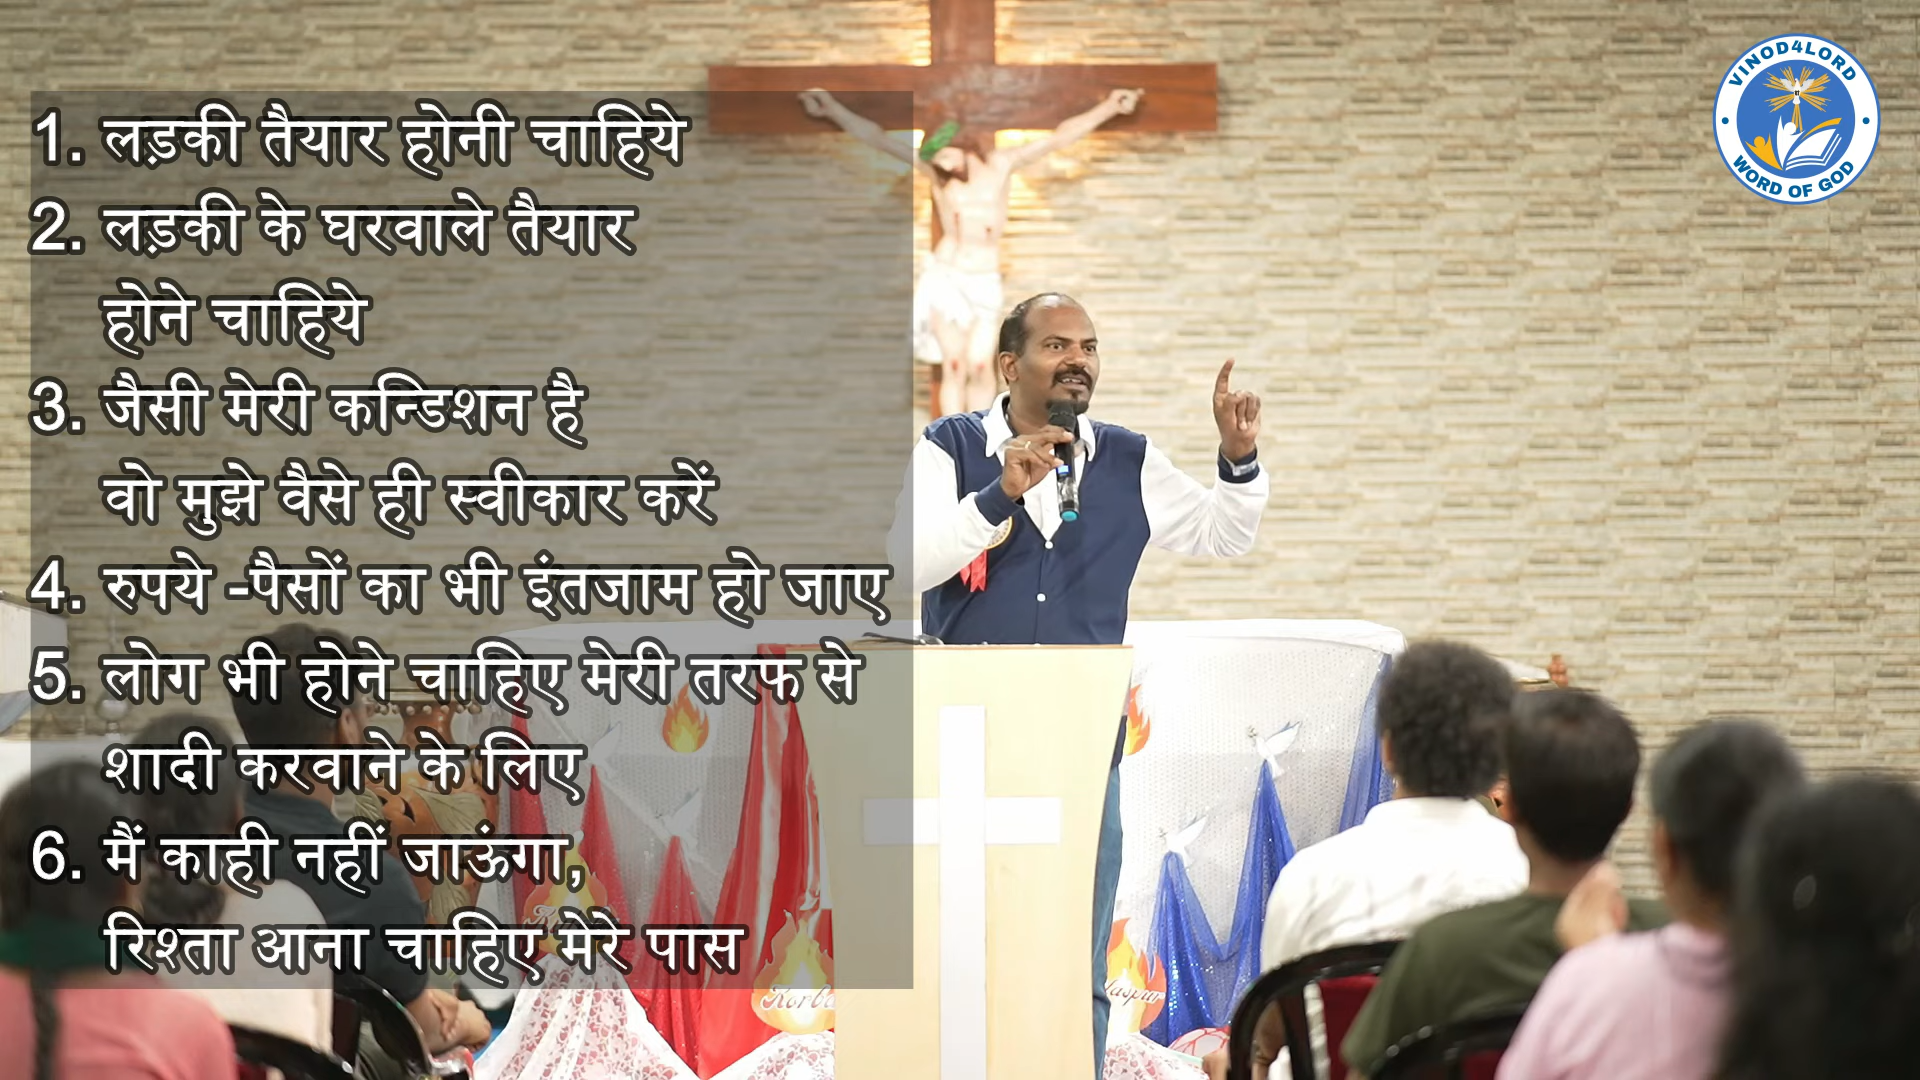 1. लड़की तैयार होनी चाहिये
2. लड़की के घरवाले तैयार
होने चाहिये
3. जैसी मेरी कन्डिशन है
वो मुझे वैसे ही स्वीकार करें
4. रुपये -पैसों का भी इंतजाम हो जाए
5. लोग भी होने चाहिए मेरी तरफ से
शादी करवाने के लिए
6. मैं काही नहीं जाऊंगा,
रिश्ता आना चाहिए मेरे पास
VINOD4LORD
WORD OF GOD